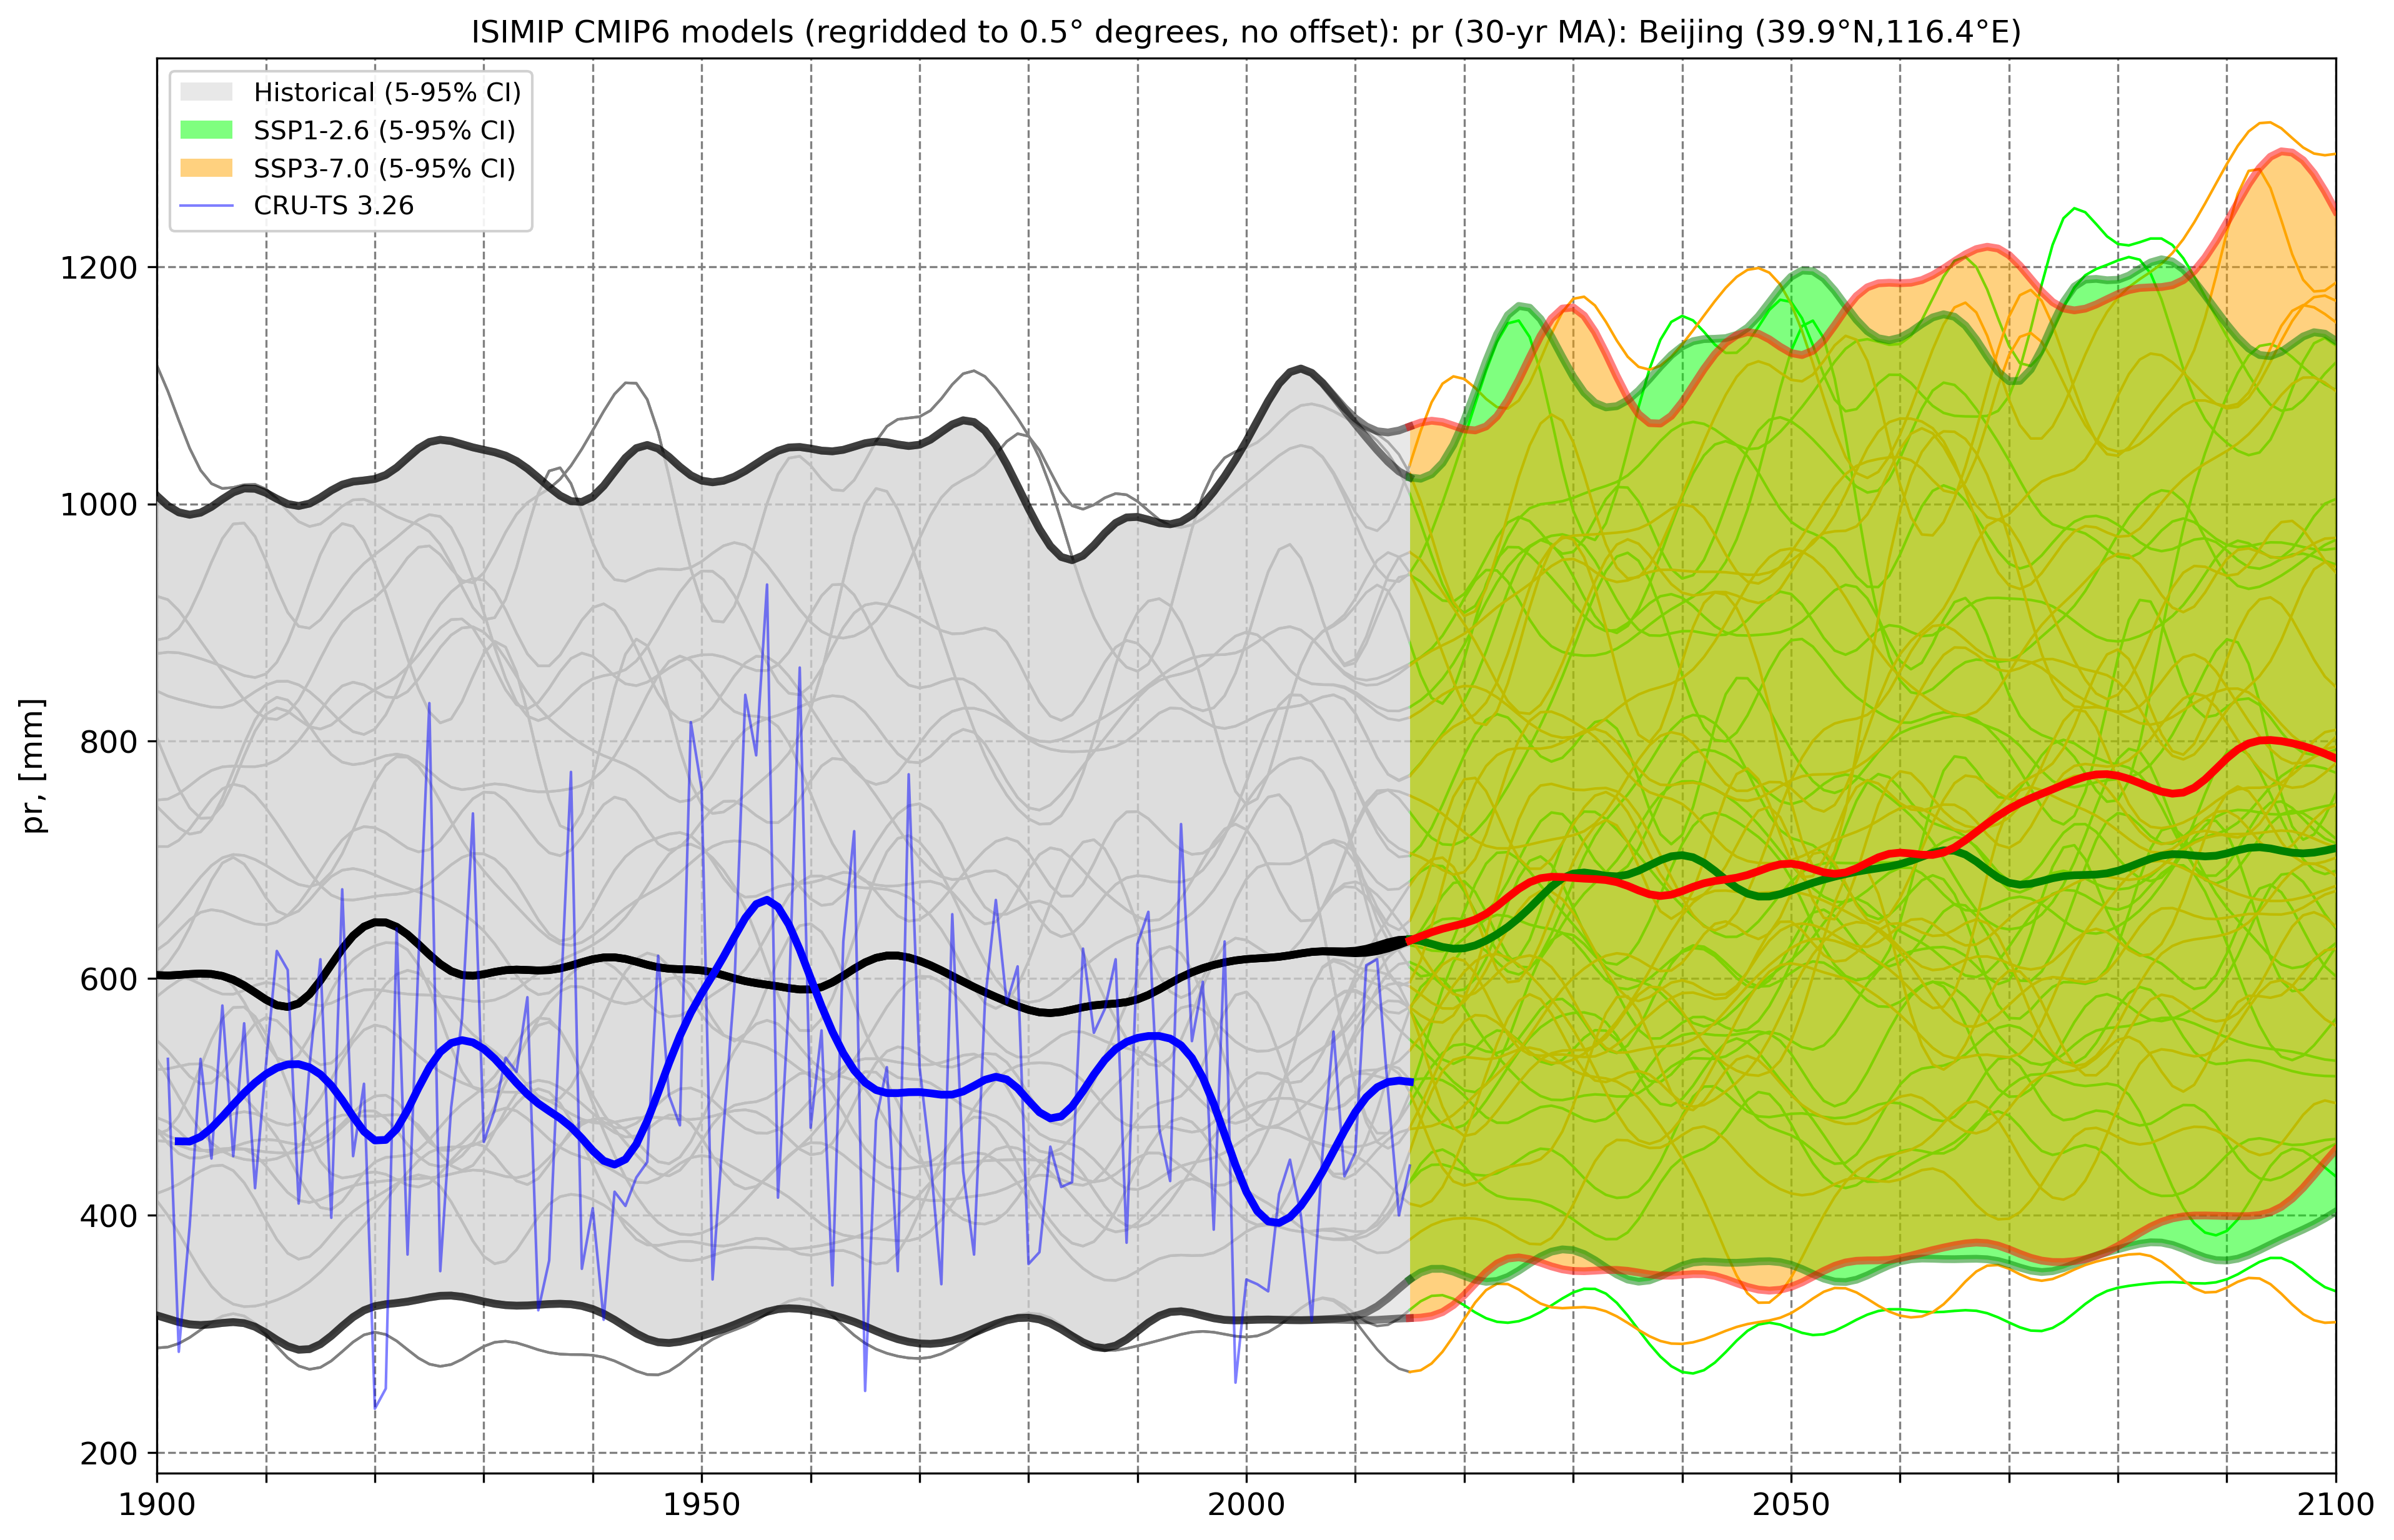 ISIMIP CMIP6 models (regridded to 0.5° degrees, no offset): pr (30-yr MA): Beijing (39.9°N,116.4°E)
Historical (5-95% CI)
SSP1-2.6 (5-95% CI)
SSP3-7.0 (5-95% CI)
CRU-TS 3.26
pr, [mm]
1200
1000
800
600
400
200
1900 1950 2000 2050 2100